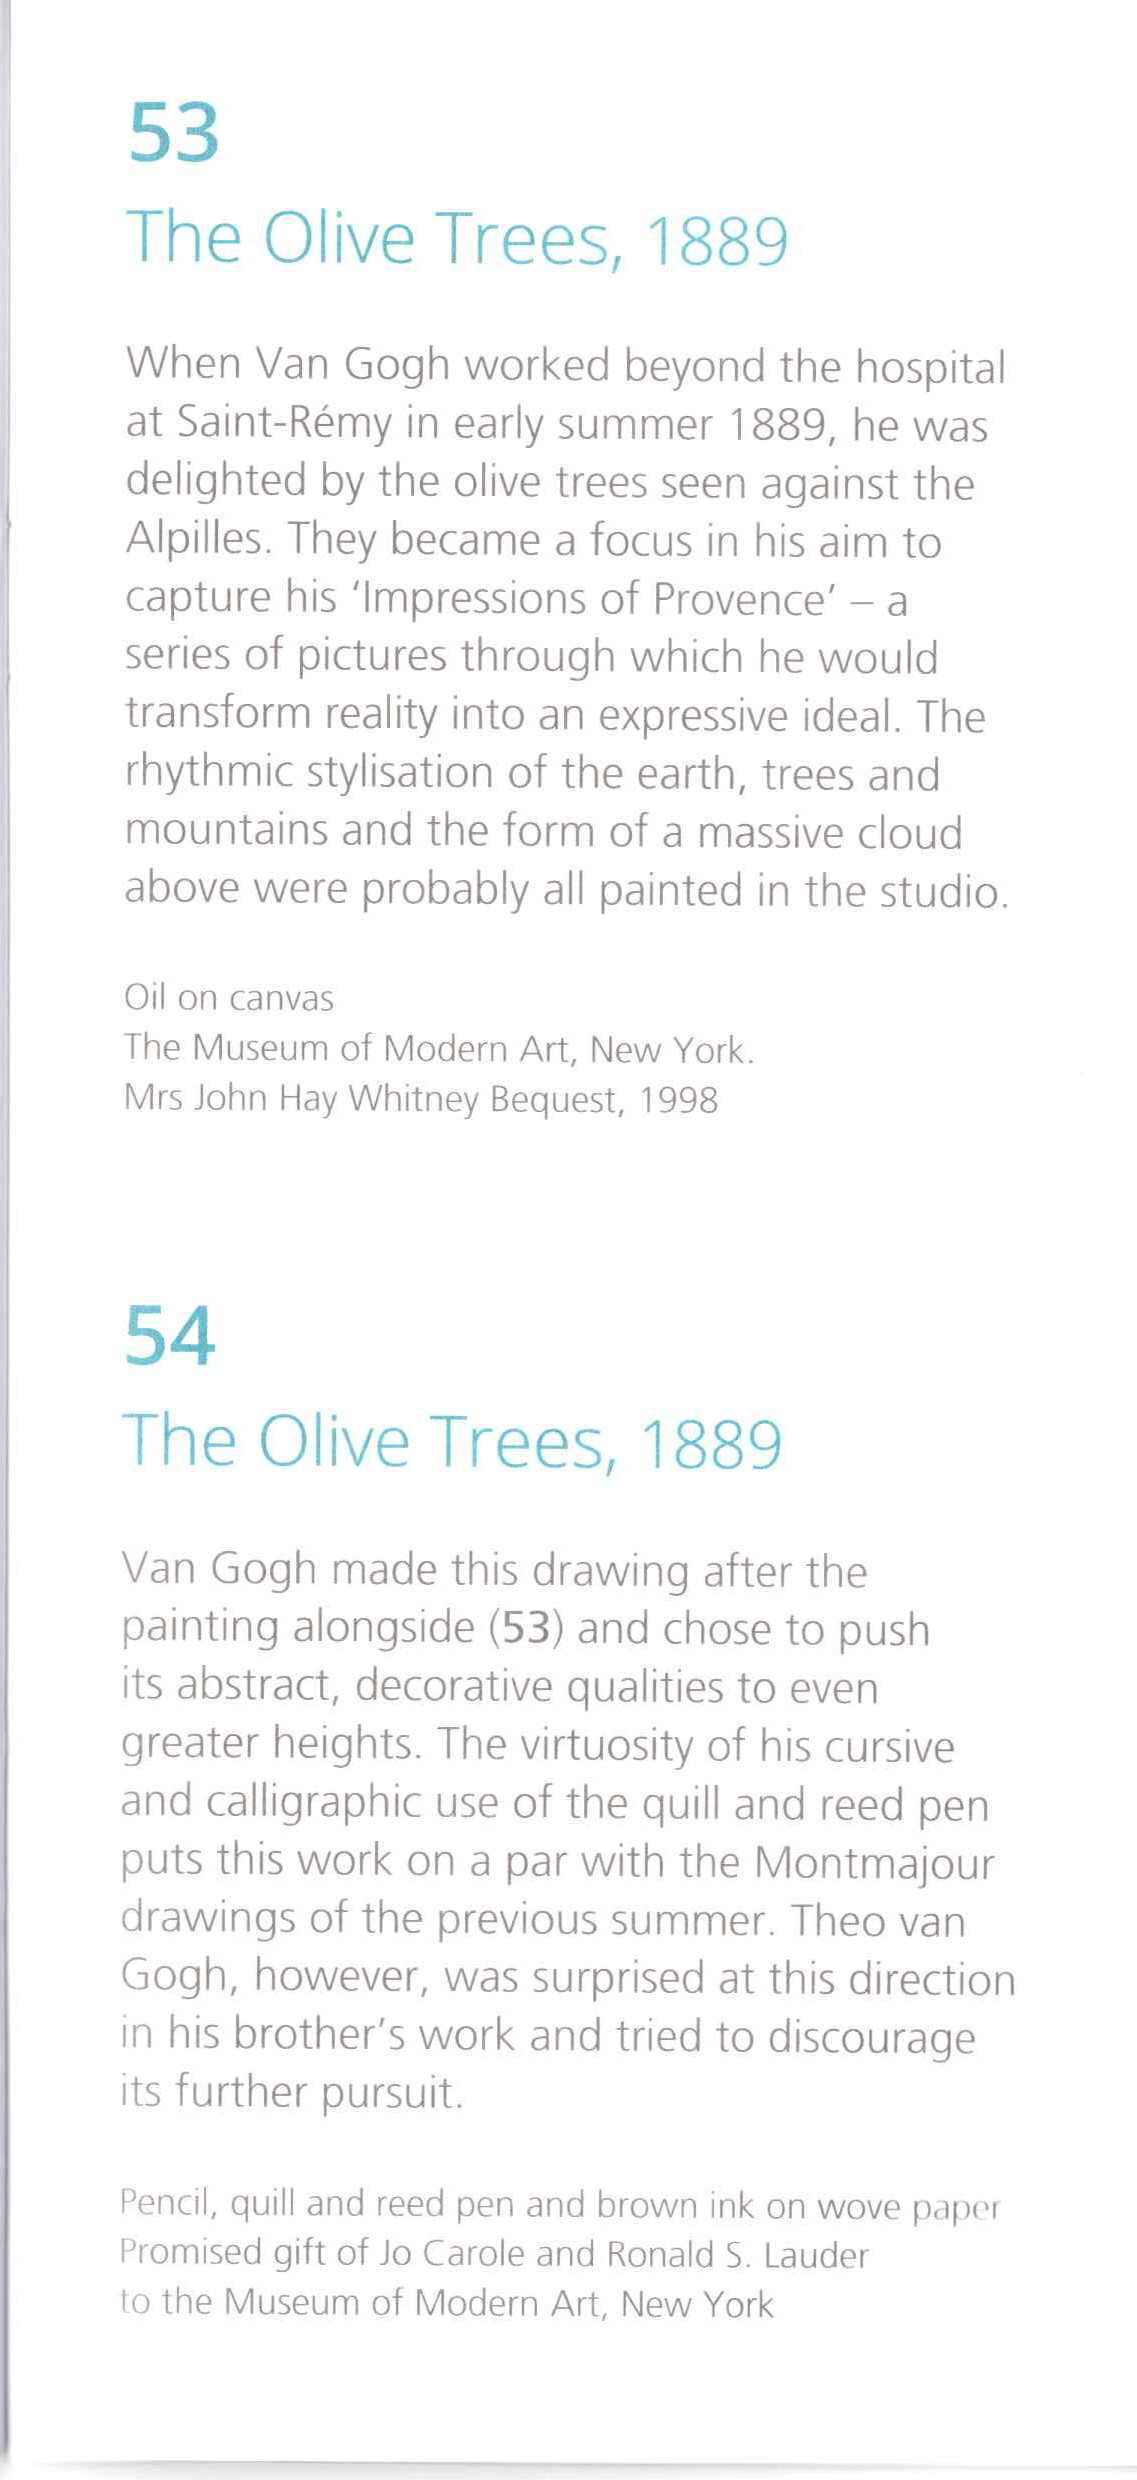 53
The Olive Trees, 1889
When Van Gogh worked beyond the hospital
at Saint-Rémy in early summer 1889, he was
delighted by the olive trees seen against the
Alpilles. They became a focus in his aim to
capture his ‘Impressions of Provence’ – a
series of pictures through which he would
transform reality into an expressive ideal. The
rhythmic stylisation of the earth, trees and
mountains and the form of a massive cloud
above were probably all painted in the studio.
Oil on canvas
The Museum of Modern Art, New York.
Mrs John Hay Whitney Bequest, 1998
54
The Olive Trees, 1889
Van Gogh made this drawing after the
painting alongside (53) and chose to push
its abstract, decorative qualities to even
greater heights. The virtuosity of his cursive
and calligraphic use of the quill and reed pen
puts this work on a par with the Montmajour
drawings of the previous summer. Theo van
Gogh, however, was surprised at this direction
in his brother’s work and tried to discourage
its further pursuit.
Pencil, quill and reed pen and brown ink on wove paper
Promised gift of Jo Carole and Ronald S. Lauder
to the Museum of Modern Art, New York